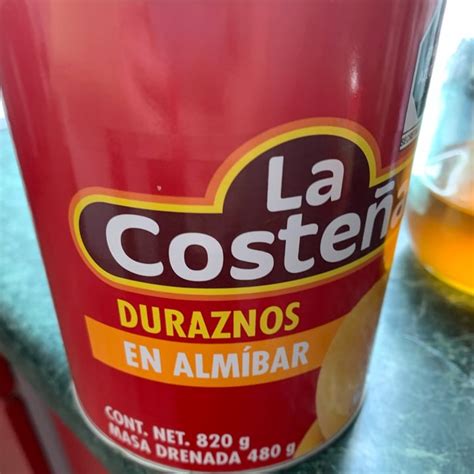 La
Costeña
DURAZNOS
EN ALMÍBAR
CONT. NET. 820 g
MASA DRENADA 480 g